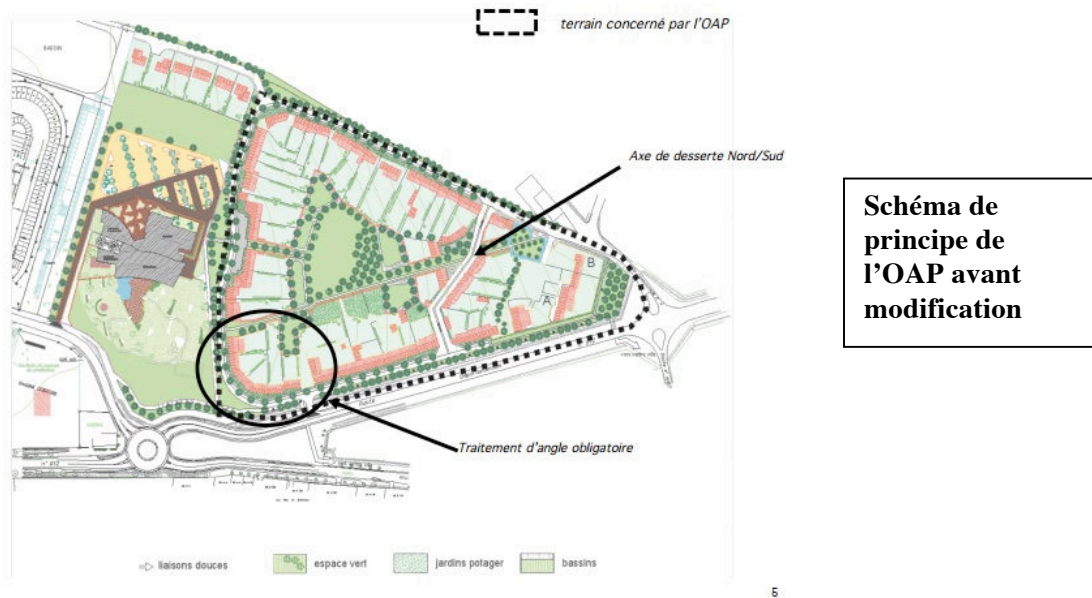 terrain concerné par l'OAP
BASSIN
Axe de desserte Nord/Sud
Schéma de
principe de
l'OAP avant
modification
B
A
Traitement d'angle obligatoire
liaisons douces
espace vert
jardins potager
bassins
5